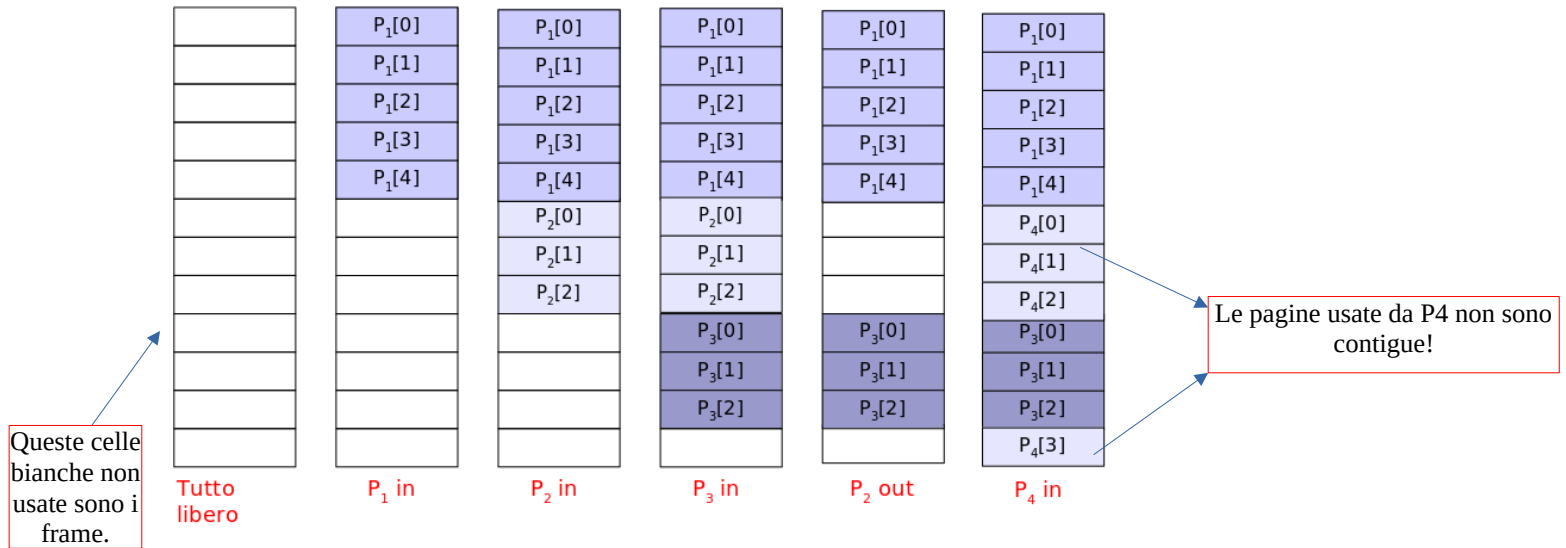 P1[0] P1[0] P1[0] P1[0] P1[0]
P1[1] P1[1] P1[1] P1[1] P1[1]
P1[2] P1[2] P1[2] P1[2] P1[2]
P1[3] P1[3] P1[3] P1[3] P1[3]
P1[4] P1[4] P1[4] P1[4] P1[4]
P2[0] P2[0] P4[0]
P2[1] P2[1] P4[1]
P2[2] P2[2] P4[2]
P3[0] P3[0] P3[0]
P3[1] P3[1] P3[1]
P3[2] P3[2] P3[2]
P4[3]
Le pagine usate da P4 non sono
contigue!
Queste celle
bianche non
usate sono i
frame.
Tutto
libero
P1 in
P2 in
P3 in
P2 out
P4 in